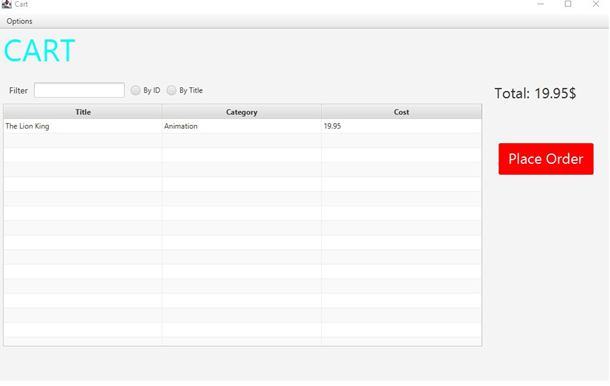 Cart
Options
CART
Filter By ID By Title
Total: 19.95$
Title Category Cost
The Lion King Animation 19.95
Place Order